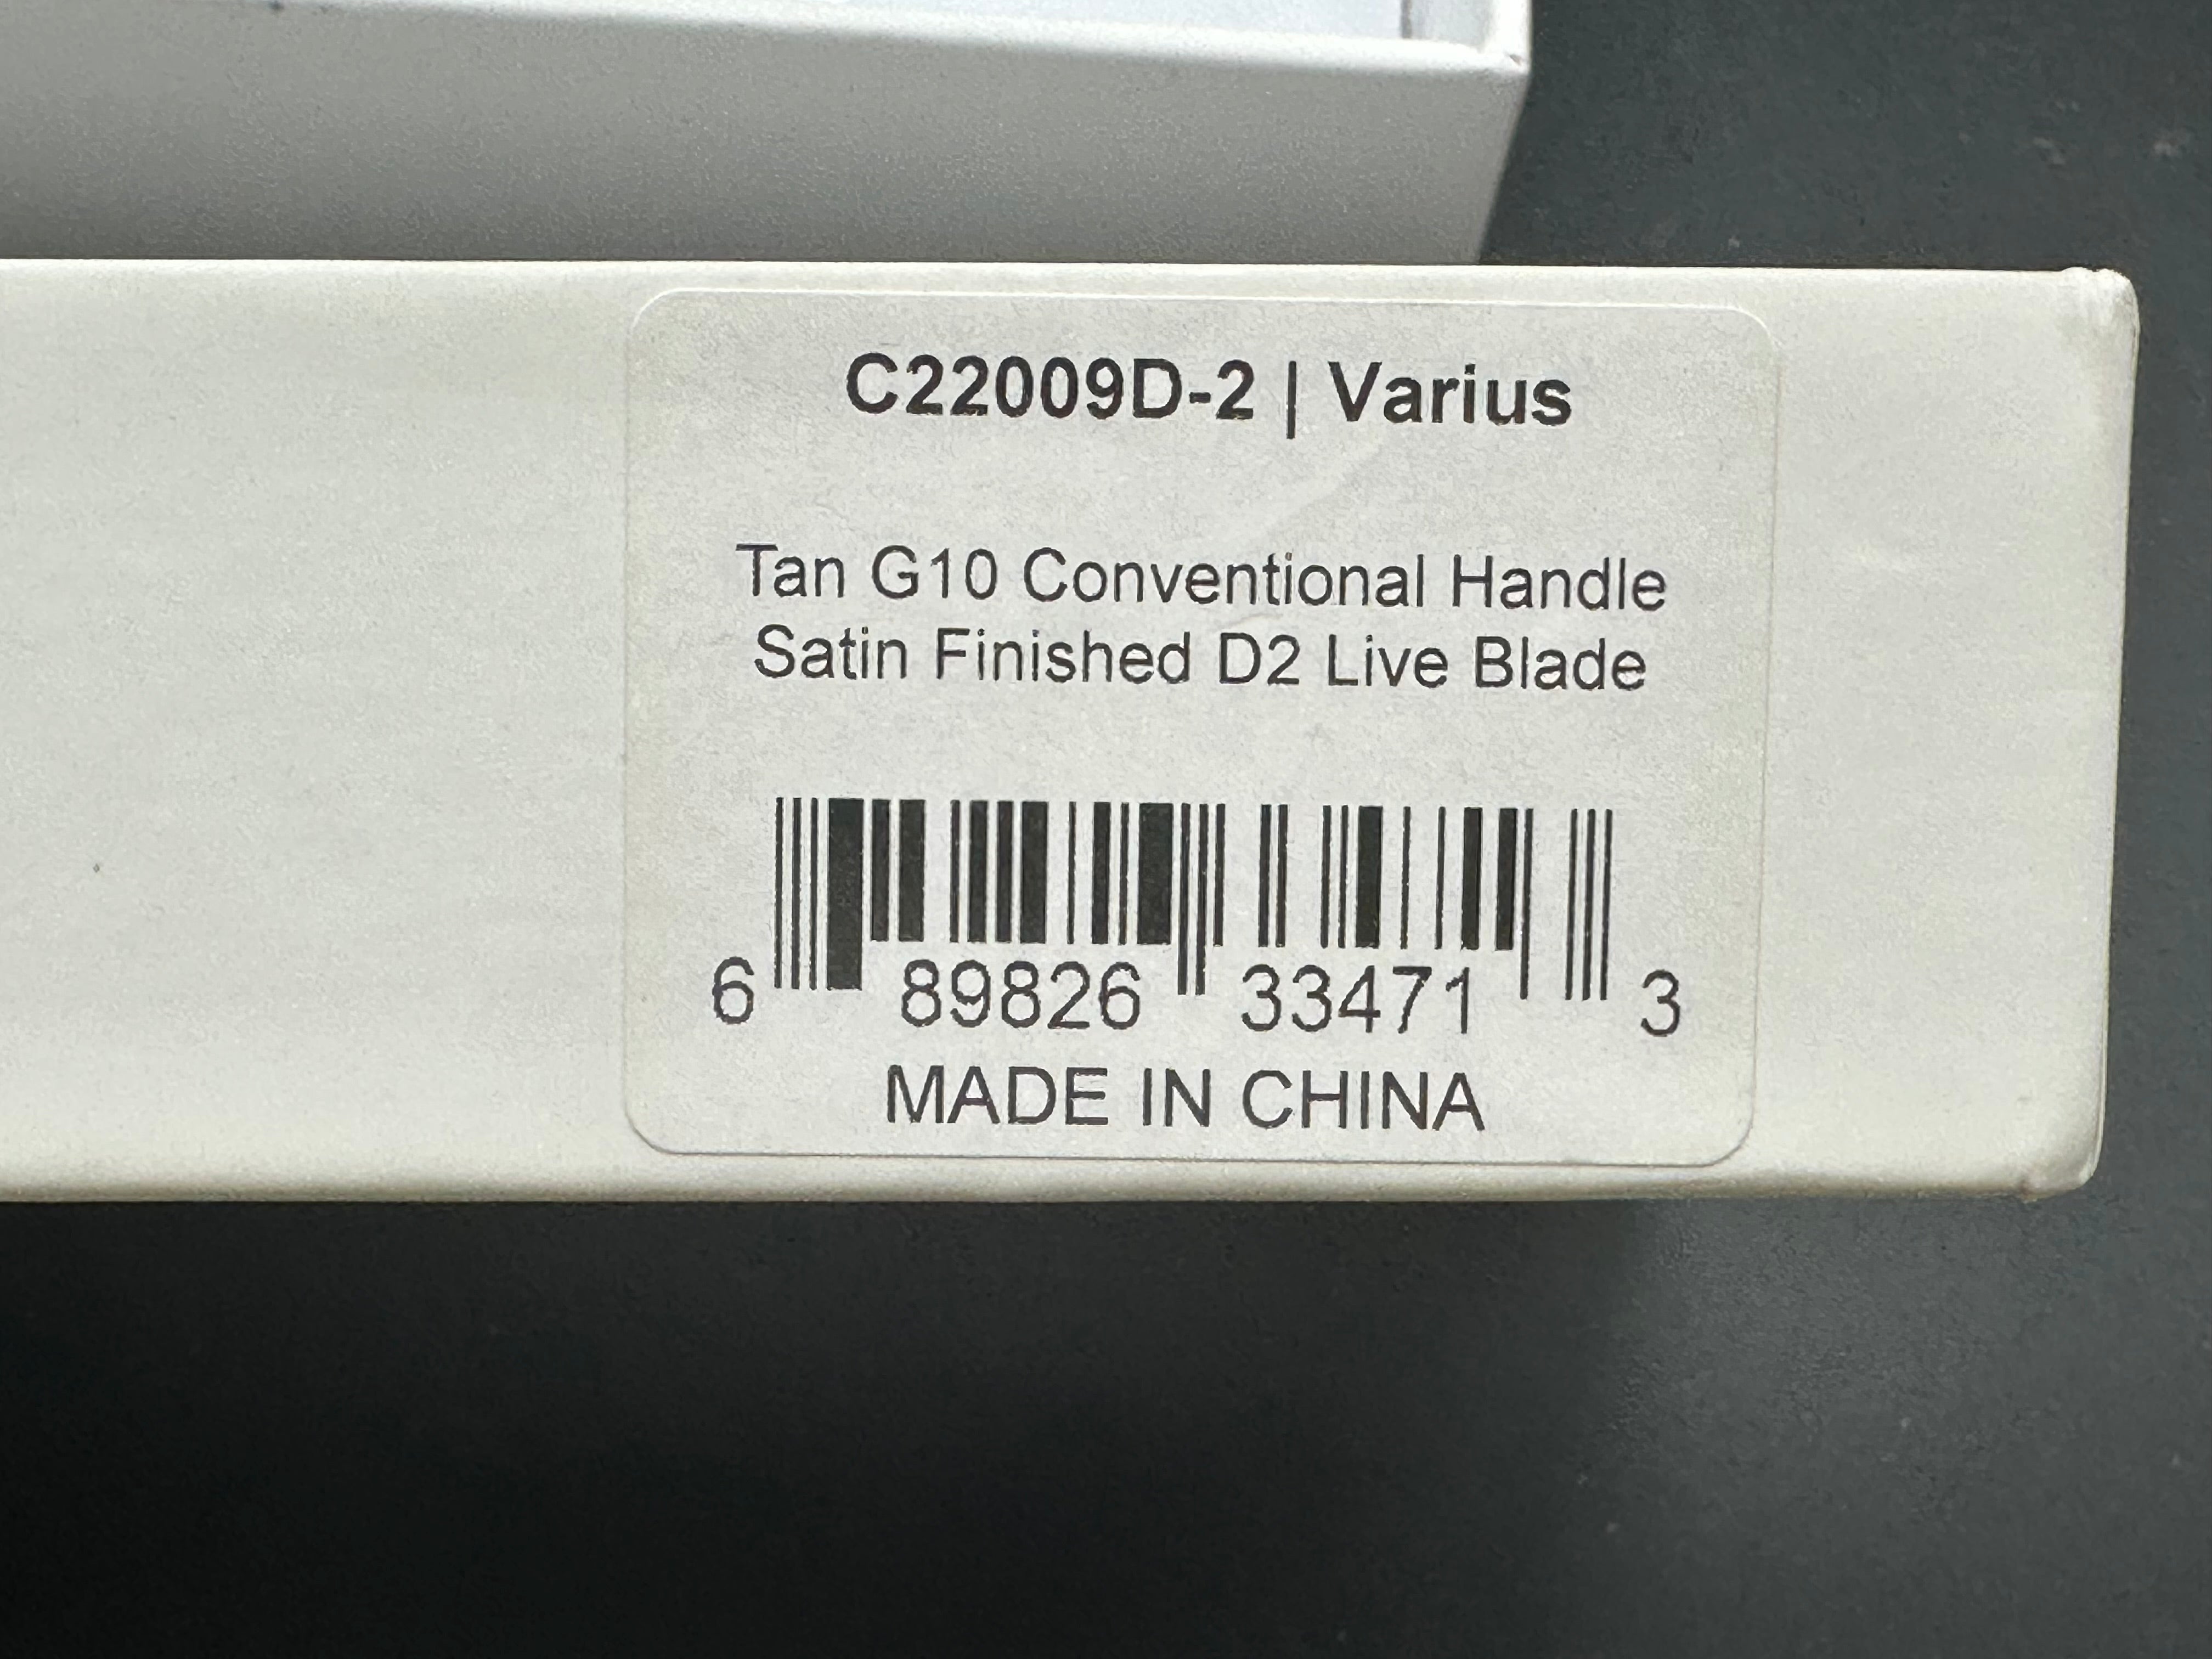 C22009D-2 | Varius
Tan G10 Conventional Handle
Satin Finished D2 Live Blade
6 89826 33471 3
MADE IN CHINA